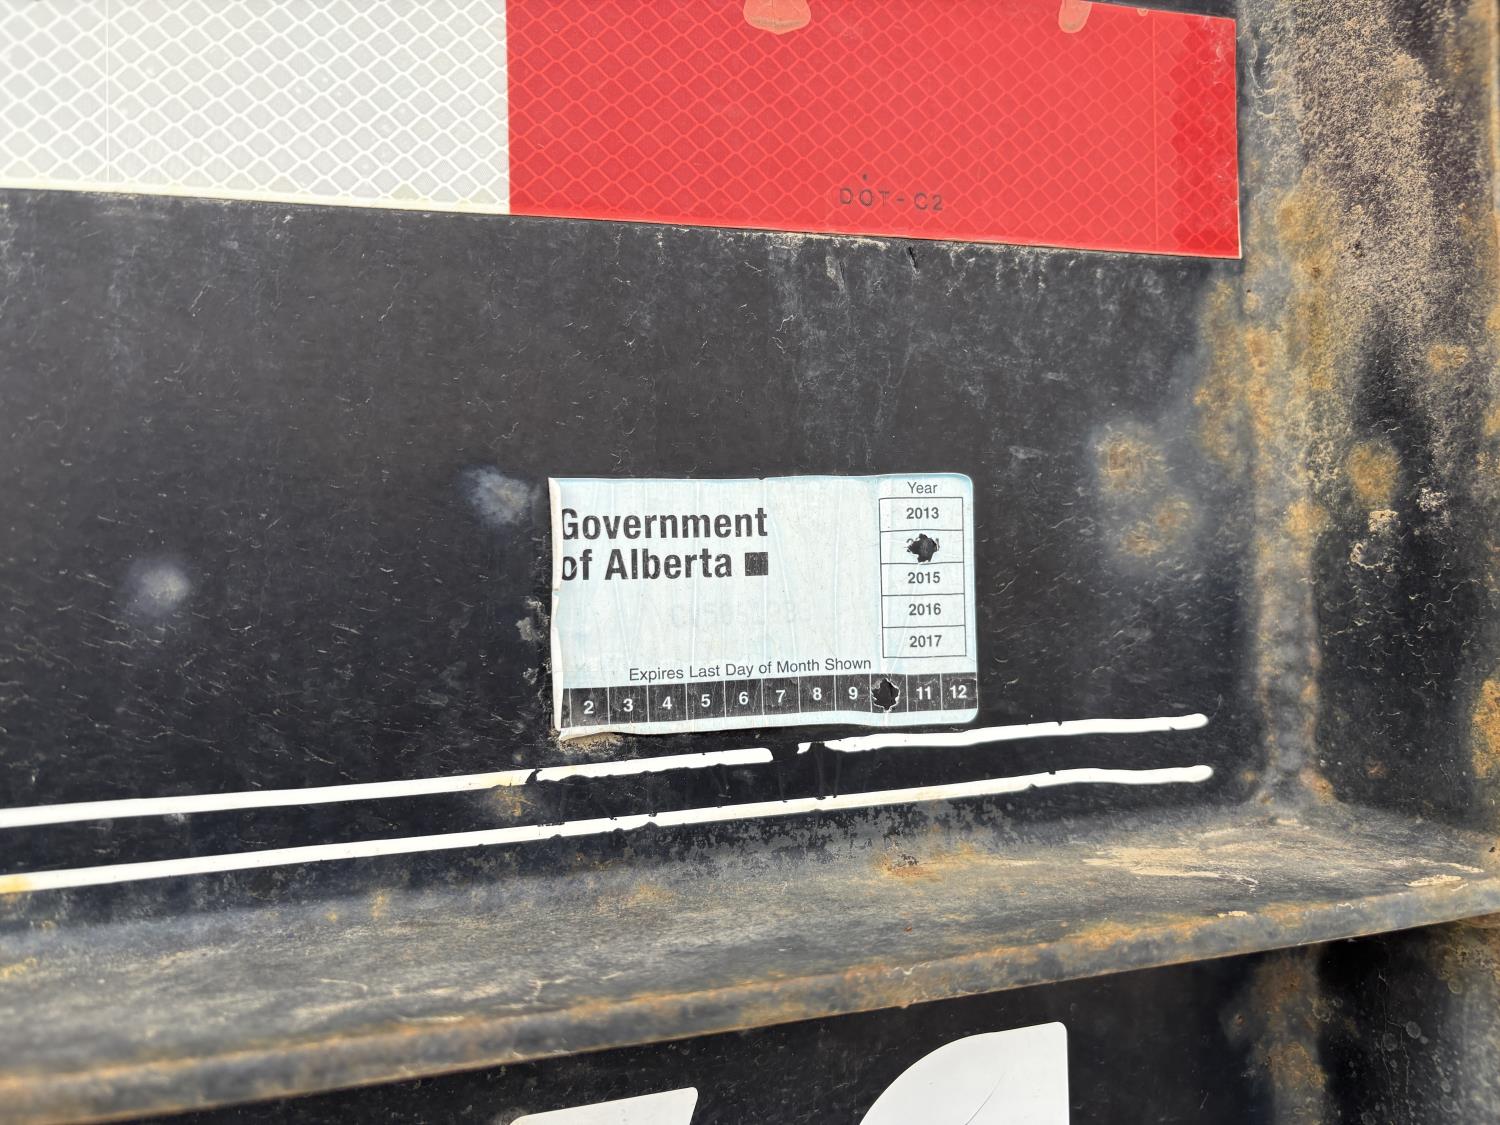 DOT-C2
Government
of Alberta
Year
2013
2015
2016
2017
Expires Last Day of Month Shown
2 3 4 5 6 7 8 9 11 12